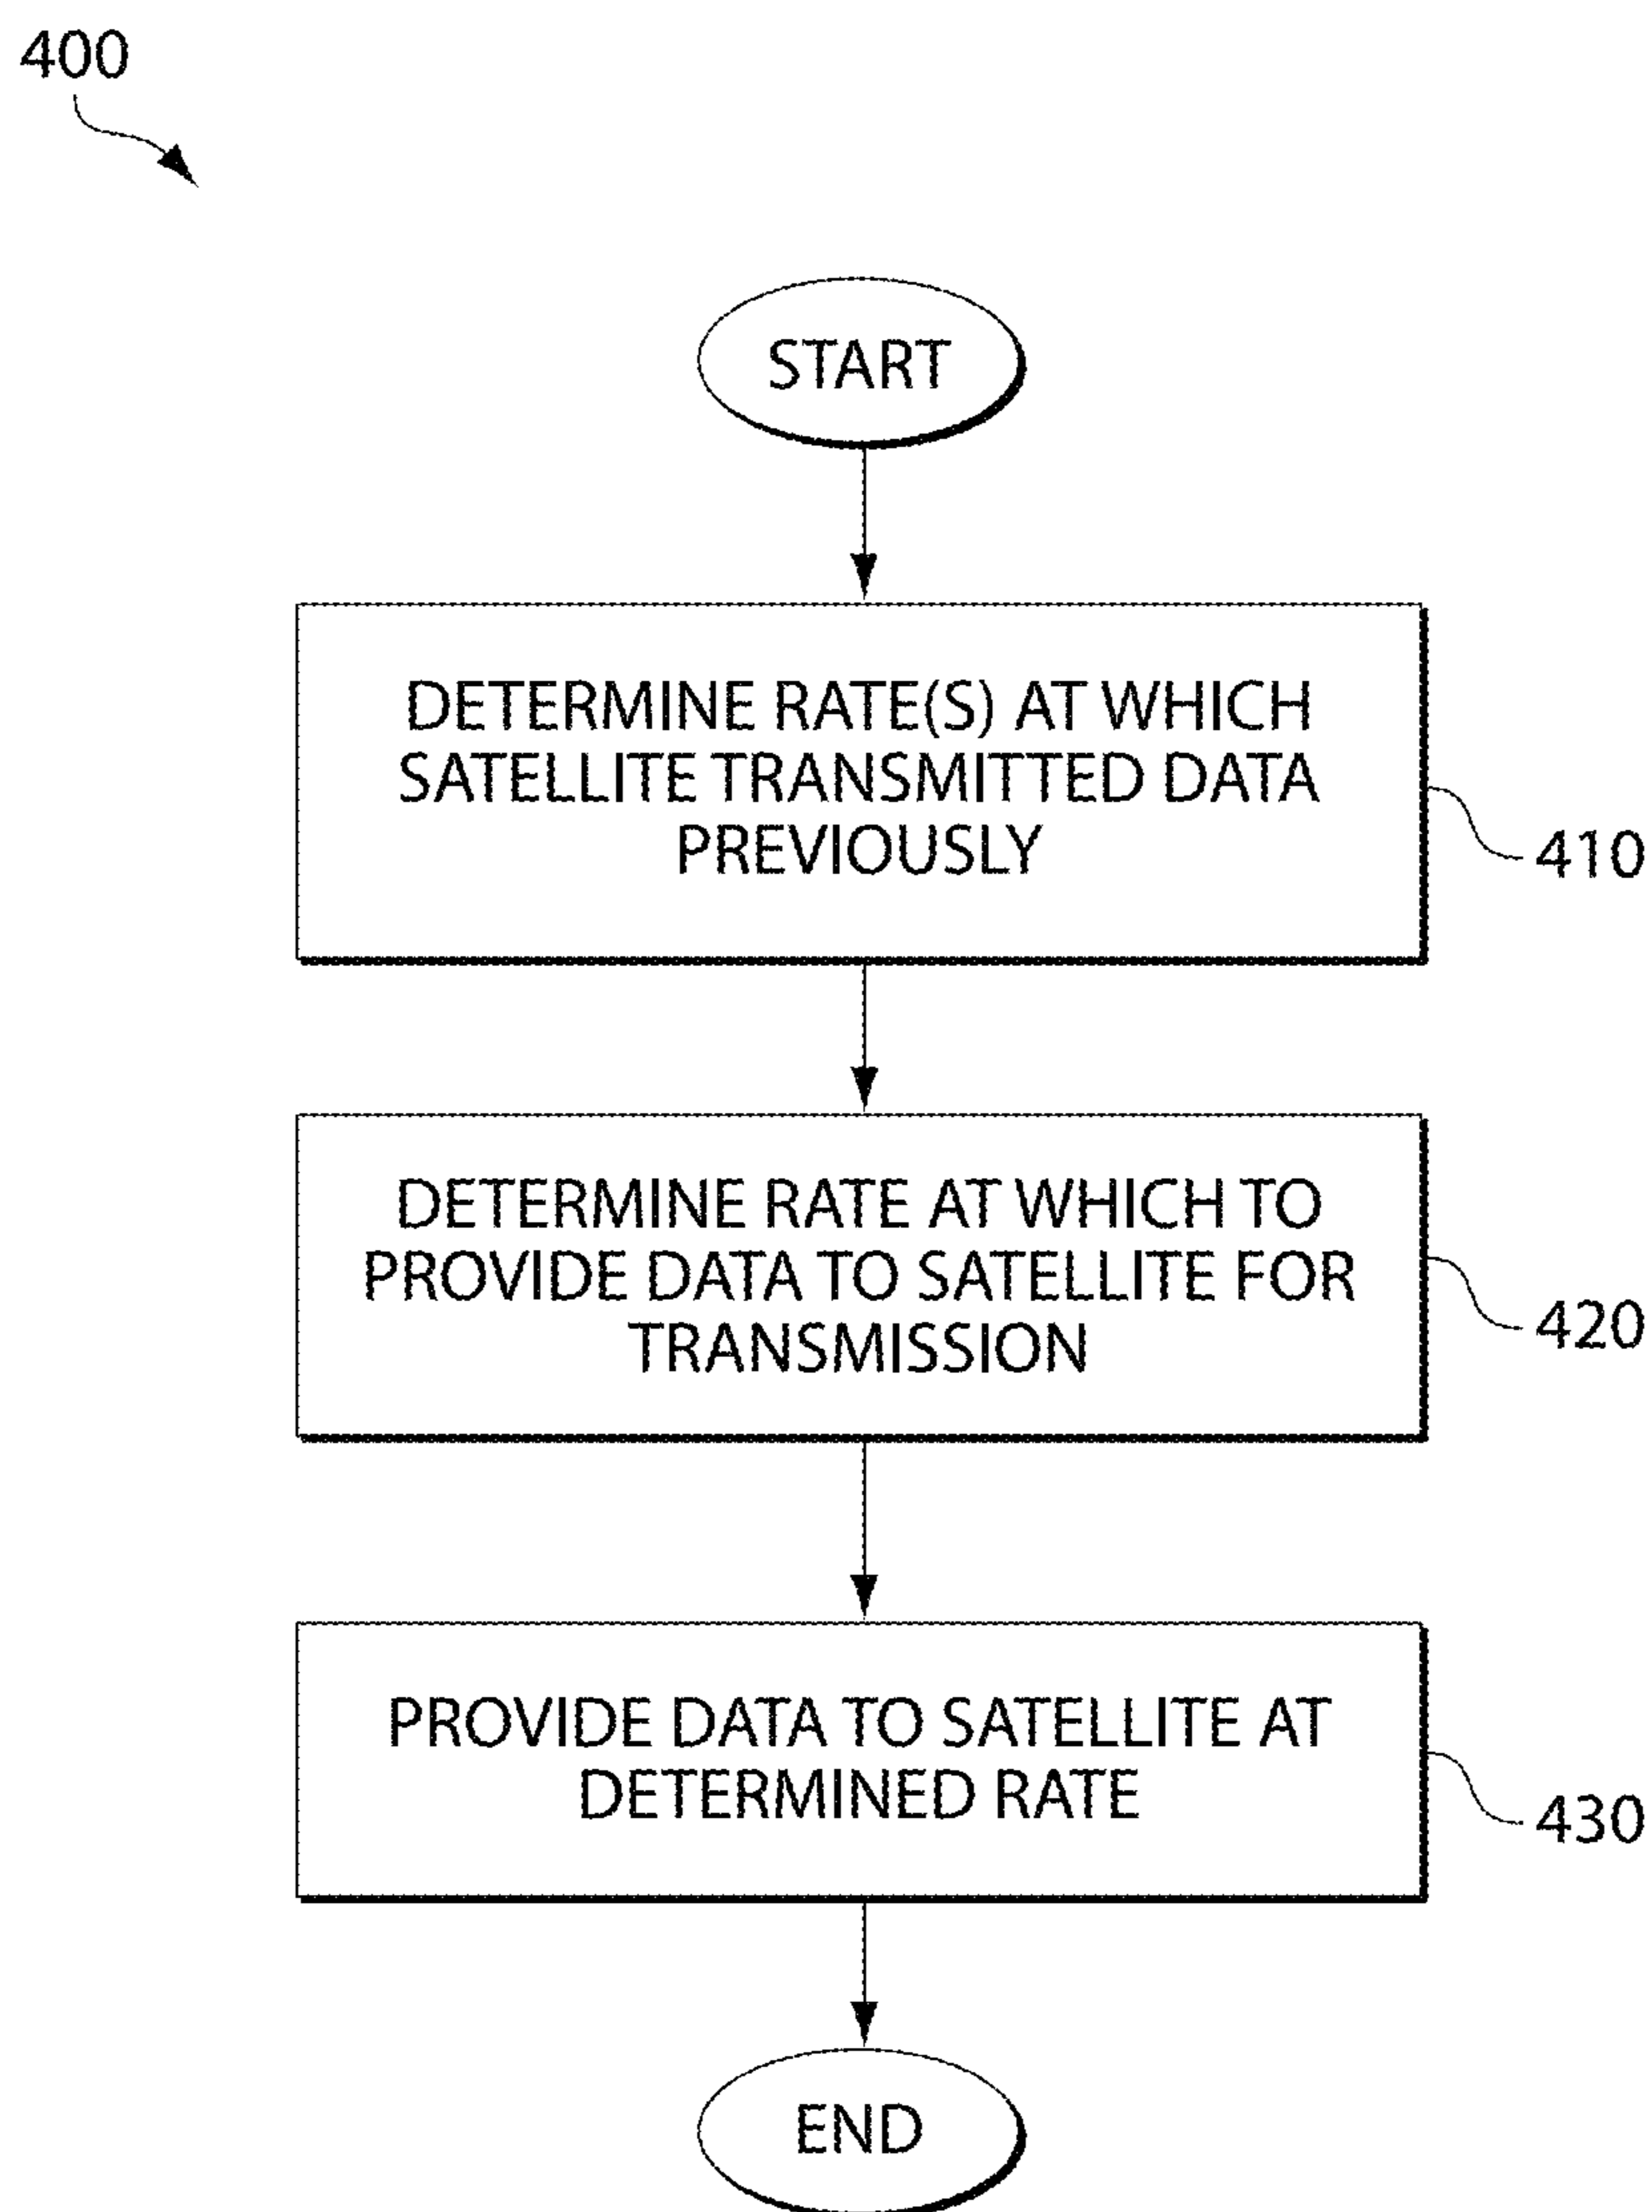 400
START
DETERMINE RATE(S) AT WHICH
SATELLITE TRANSMITTED DATA
PREVIOUSLY
410
DETERMINE RATE AT WHICH TO
PROVIDE DATA TO SATELLITE FOR
TRANSMISSION
420
PROVIDE DATA TO SATELLITE AT
DETERMINED RATE
430
END